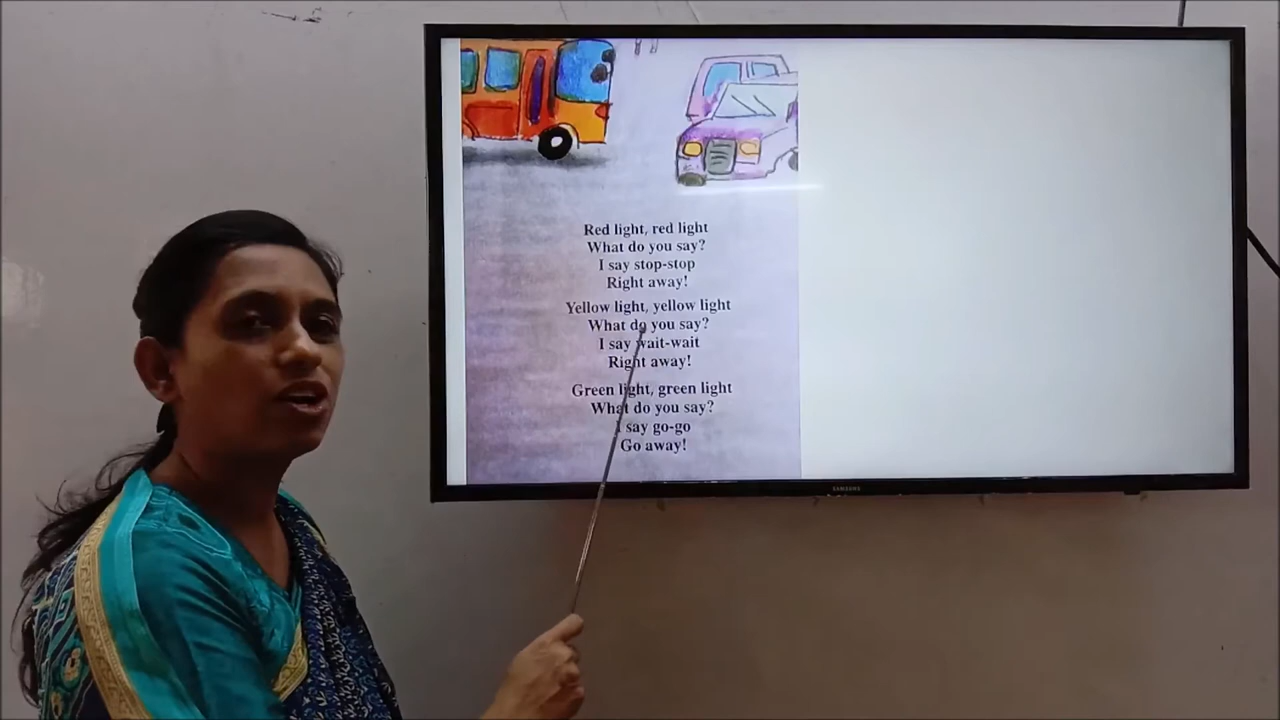 Red light, red light
What do you say?
I say stop-stop
Right away!
Yellow light, yellow light
What do you say?
I say wait-wait
Right away!
Green light, green light
What do you say?
I say go-go
Go away!
SAMSUNG